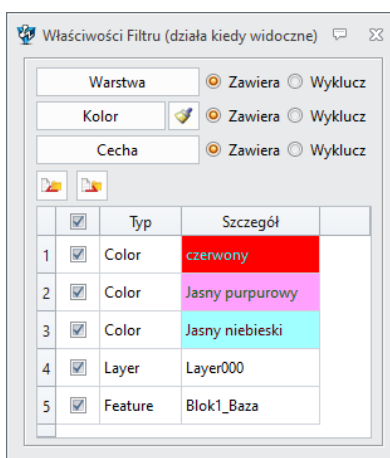 Właściwości Filtru (działa kiedy widoczne)
Warstwa Zawiera Wyklucz
Kolor Zawiera Wyklucz
Cecha Zawiera Wyklucz
Typ Szczegół
1 Color czerwony
2 Color Jasny purpurowy
3 Color Jasny niebieski
4 Layer Layer000
5 Feature Blok1_Baza